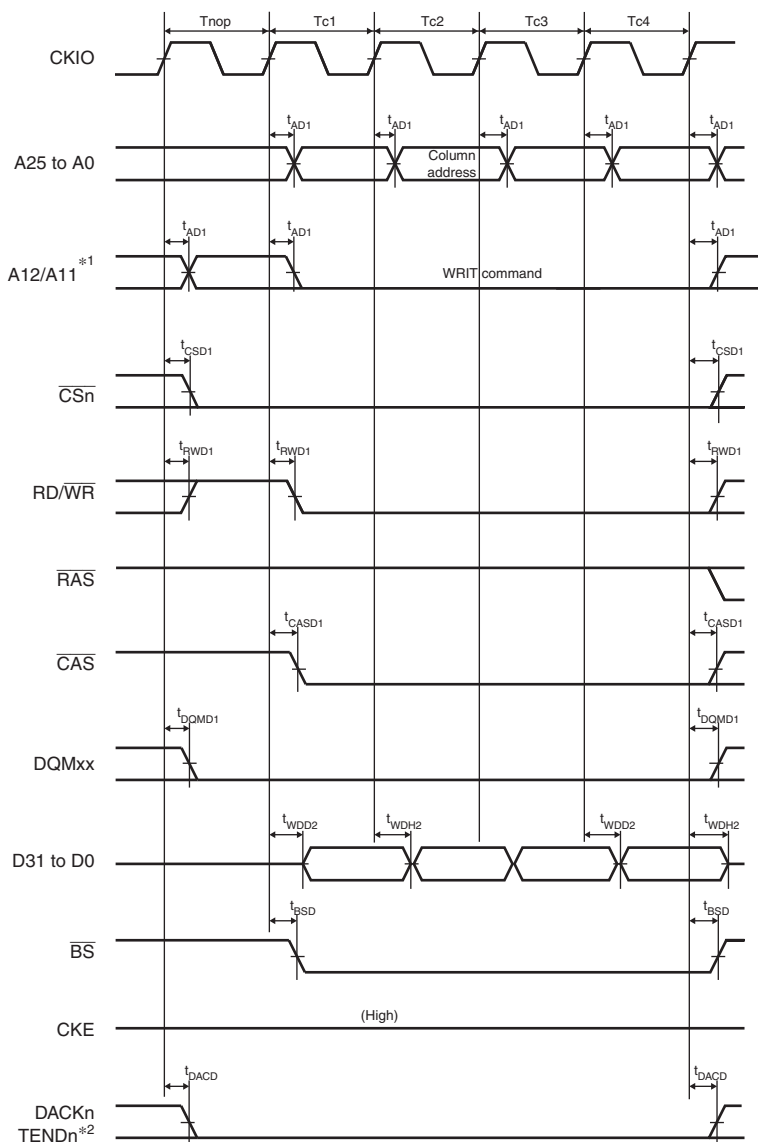 Tnop Tc1 Tc2 Tc3 Tc4
CKIO
tAD1 tAD1 tAD1 tAD1 tAD1
A25 to A0
Column
address
tAD1 tAD1 tAD1
A12/A11*1
WRIT command
tCSD1 tCSD1
CSn
tRWD1 tRWD1 tRWD1
RD/WR
RAS
tCASD1 tCASD1
CAS
tDQMD1 tDQMD1
DQMxx
tWDD2 tWDH2 tWDD2 tWDH2
D31 to D0
tBSD tBSD
BS
(High)
CKE
tDACD tDACD
DACKn
TENDn*2